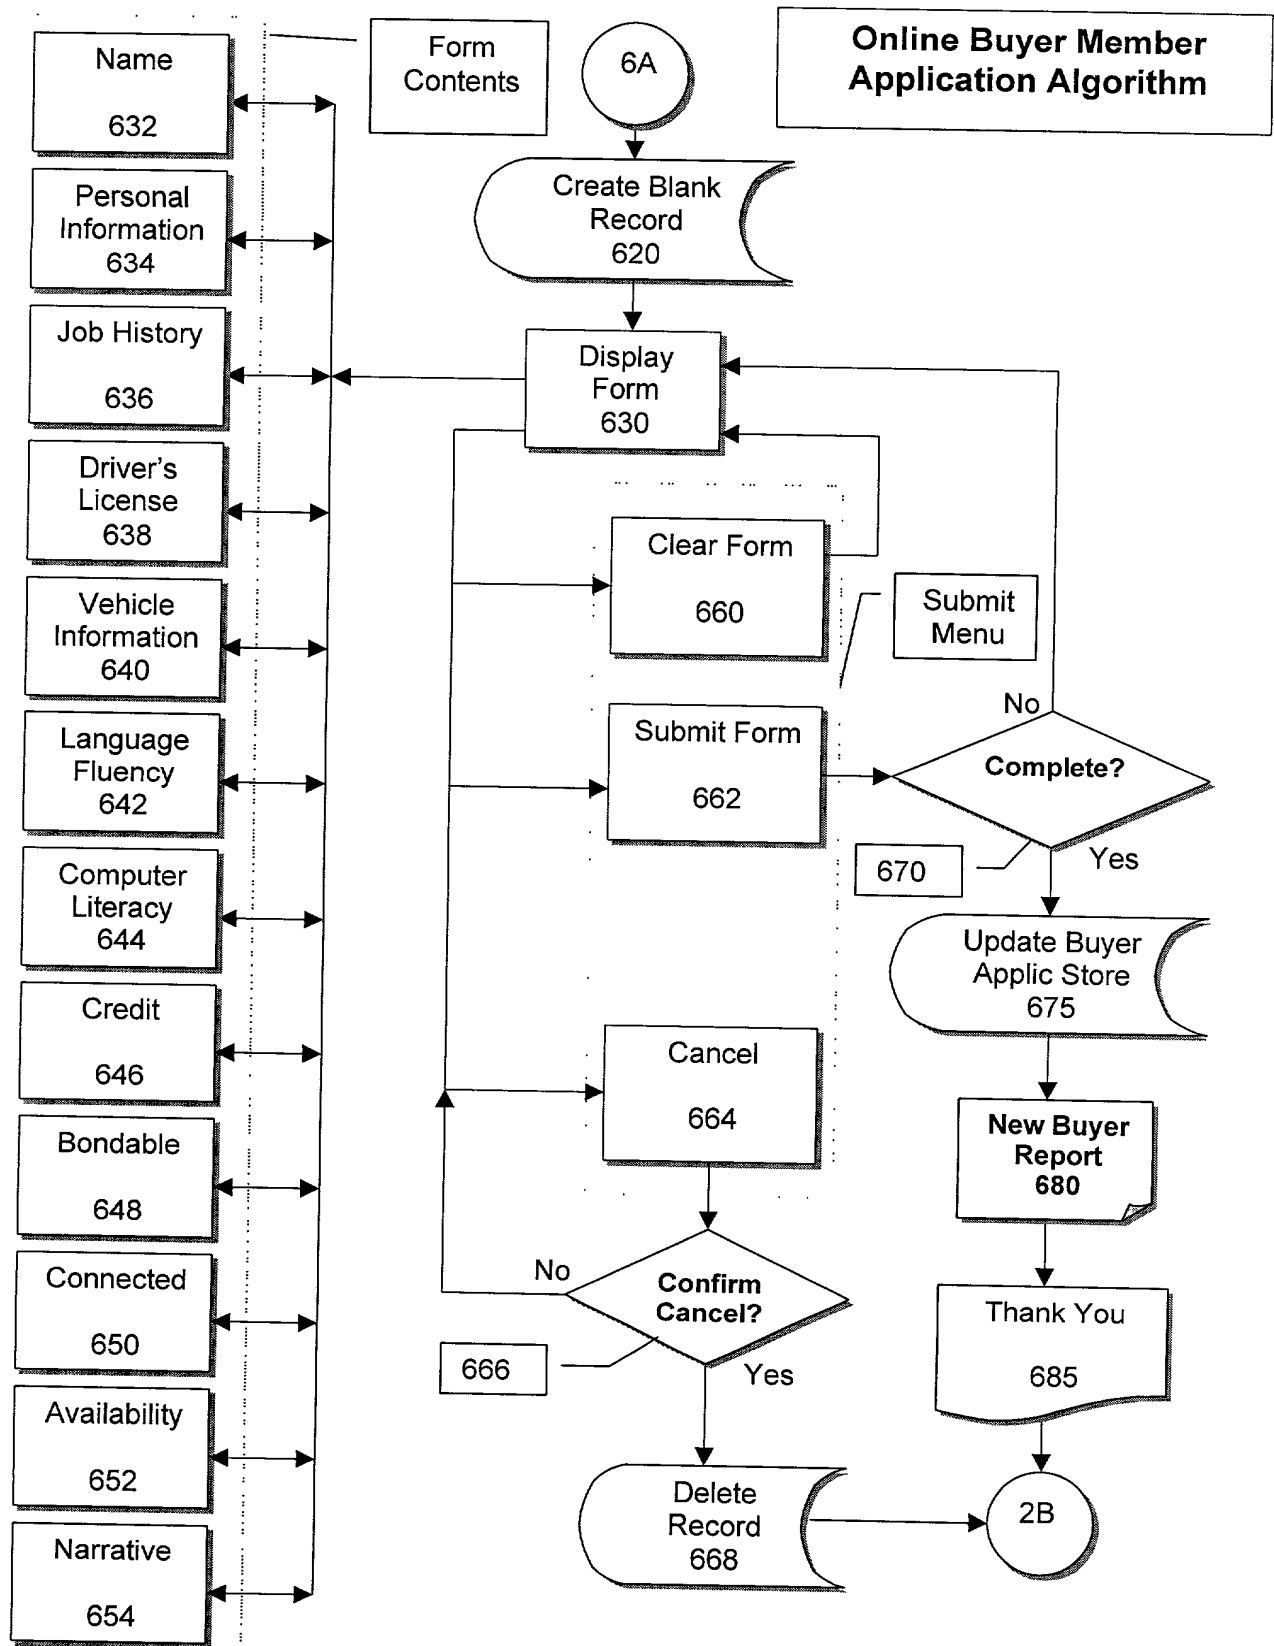 Online Buyer Member
Application Algorithm
Form
Contents
6A
Name
632
Personal
Information
634
Job History
636
Driver's
License
638
Vehicle
Information
640
Language
Fluency
642
Computer
Literacy
644
Credit
646
Bondable
648
Connected
650
Availability
652
Narrative
654
Create Blank
Record
620
Display
Form
630
Clear Form
660
Submit
Menu
Submit Form
662
No
Complete?
670
Yes
Update Buyer
Applic Store
675
Cancel
664
New Buyer
Report
680
No
Confirm
Cancel?
666
Yes
Thank You
685
Delete
Record
668
2B